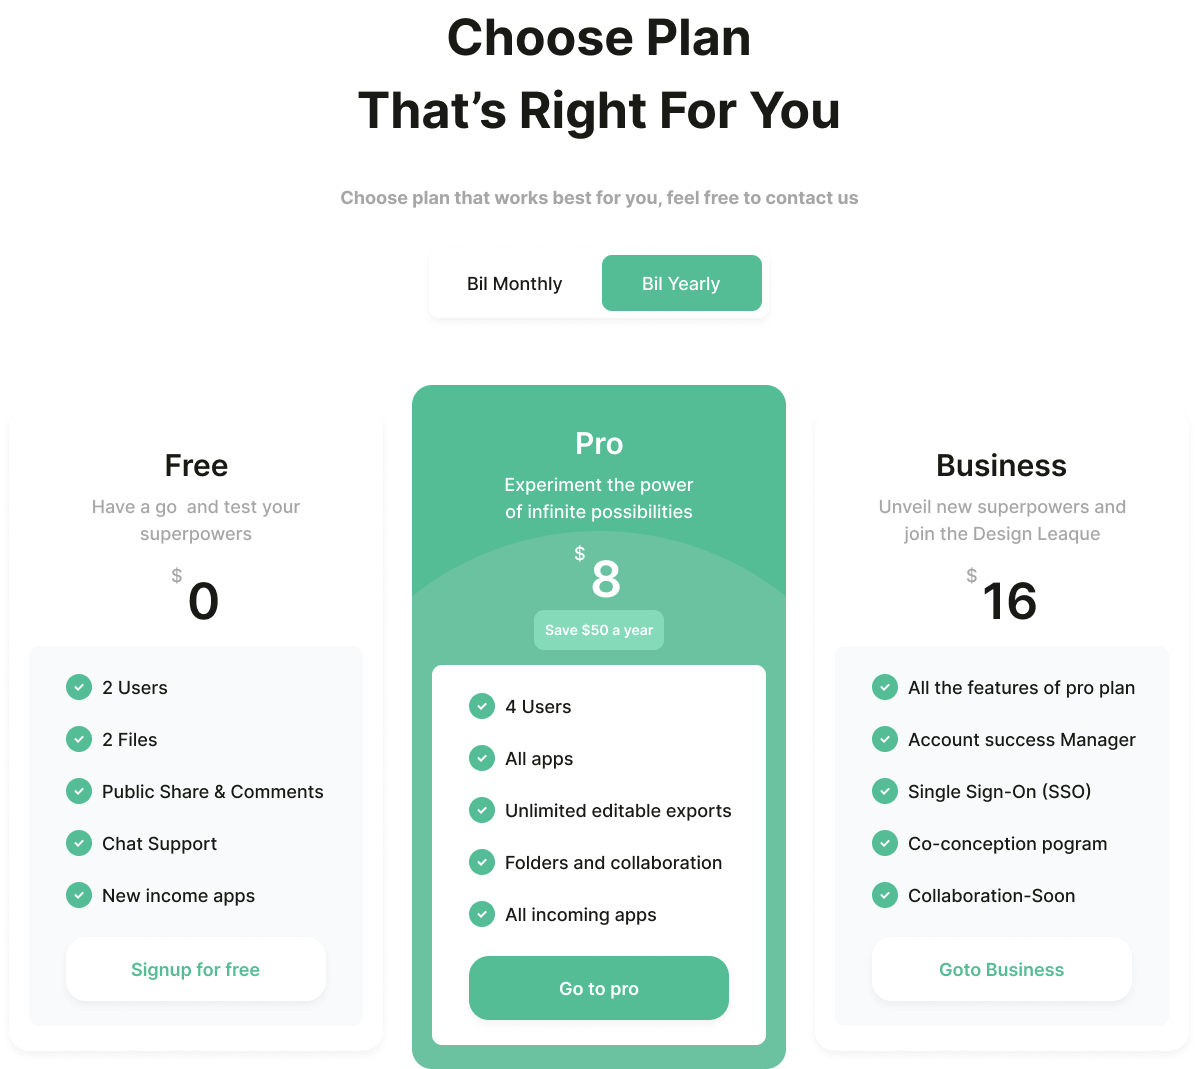 Choose Plan
That’s Right For You
Choose plan that works best for you, feel free to contact us
Bil Monthly
Bil Yearly
Free
Have a go  and test your
superpowers
$
0
2 Users
2 Files
Public Share & Comments
Chat Support
New income apps
Signup for free
Pro
Experiment the power
of infinite possibilities
$
8
Save $50 a year
4 Users
All apps
Unlimited editable exports
Folders and collaboration
All incoming apps
Go to pro
Business
Unveil new superpowers and
join the Design Leaque
$
16
All the features of pro plan
Account success Manager
Single Sign-On (SSO)
Co-conception pogram
Collaboration-Soon
Goto Business